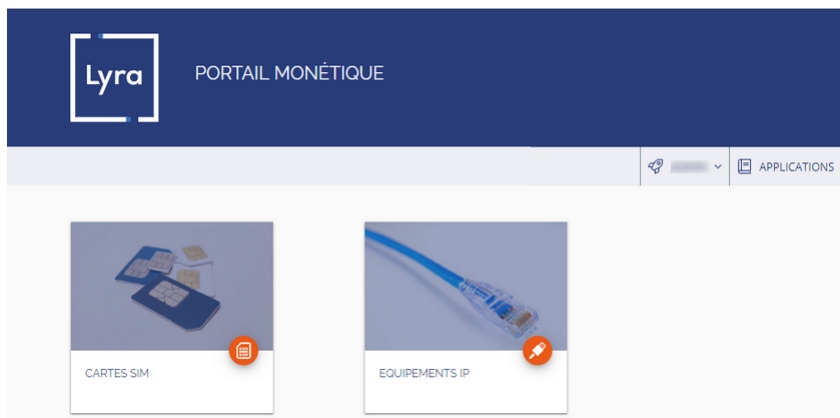 Lyra
PORTAIL MONÉTIQUE
APPLICATIONS
CARTES SIM
EQUIPEMENTS IP